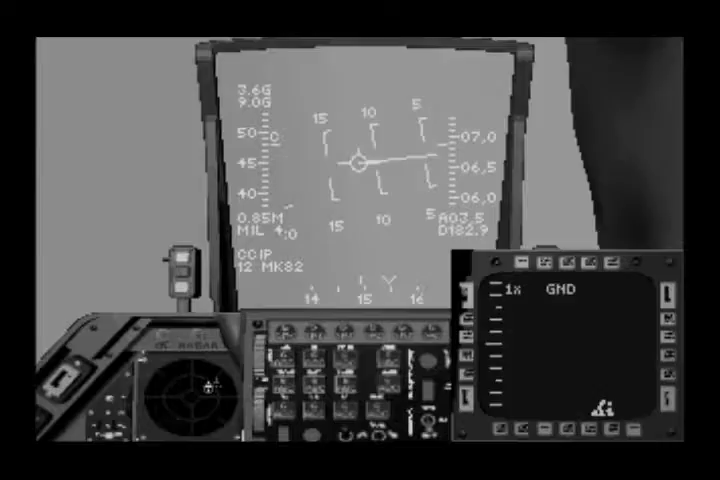 3.6G
9.0G
15
10
5
50
C
07,0
45
06,5
40
06,0
0.85M
15
10
5
A03.5
MIL 4:0
D182.9
CCIP
12 MK82
14
15
16
1x GND
RADAR